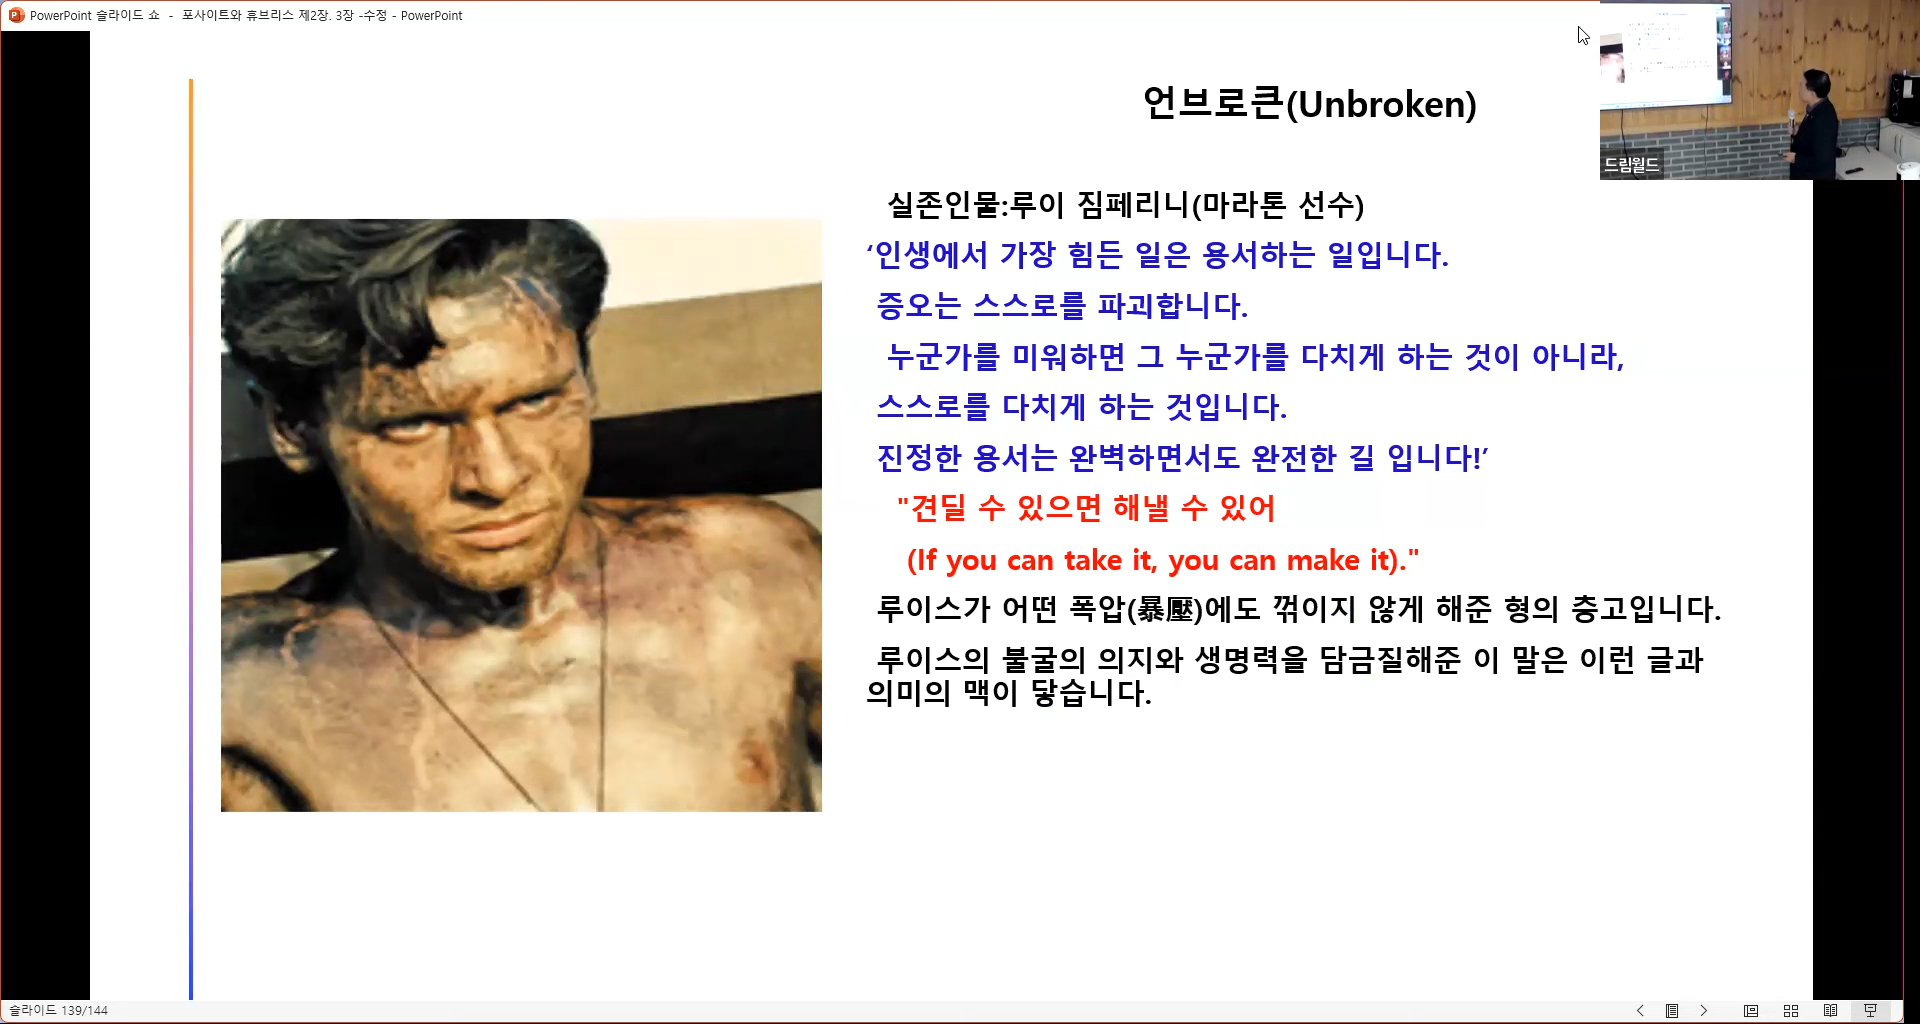 PowerPoint 슬라이드 쇼 - 포사이트와 휴브리스 제2장. 3장 -수정 - PowerPoint
드림월드
언브로큰(Unbroken)
실존인물:루이 짐페리니(마라톤 선수)
‘인생에서 가장 힘든 일은 용서하는 일입니다.
증오는 스스로를 파괴합니다.
누군가를 미워하면 그 누군가를 다치게 하는 것이 아니라,
스스로를 다치게 하는 것입니다.
진정한 용서는 완벽하면서도 완전한 길 입니다!’
"견딜 수 있으면 해낼 수 있어
(If you can take it, you can make it)."
루이스가 어떤 폭압(暴壓)에도 꺾이지 않게 해준 형의 충고입니다.
루이스의 불굴의 의지와 생명력을 담금질해준 이 말은 이런 글과
의미의 맥이 닿습니다.
슬라이드 139/144